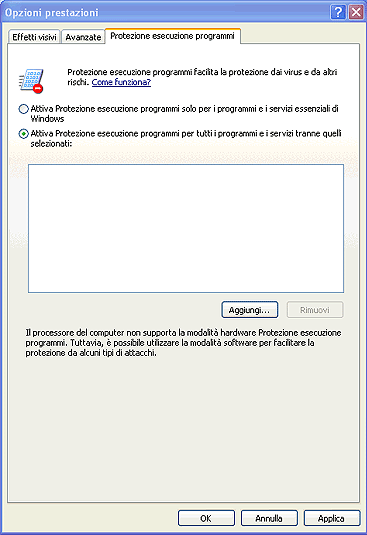 Opzioni prestazioni
Effetti visivi Avanzate Protezione esecuzione programmi
Protezione esecuzione programmi facilita la protezione dai virus e da altri
rischi. Come funziona?
Attiva Protezione esecuzione programmi solo per i programmi e i servizi essenziali di
Windows
Attiva Protezione esecuzione programmi per tutti i programmi e i servizi tranne quelli
selezionati:
Aggiungi... Rimuovi
Il processore del computer non supporta la modalità hardware Protezione esecuzione
programmi. Tuttavia, è possibile utilizzare la modalità software per facilitare la
protezione da alcuni tipi di attacchi.
OK Annulla Applica